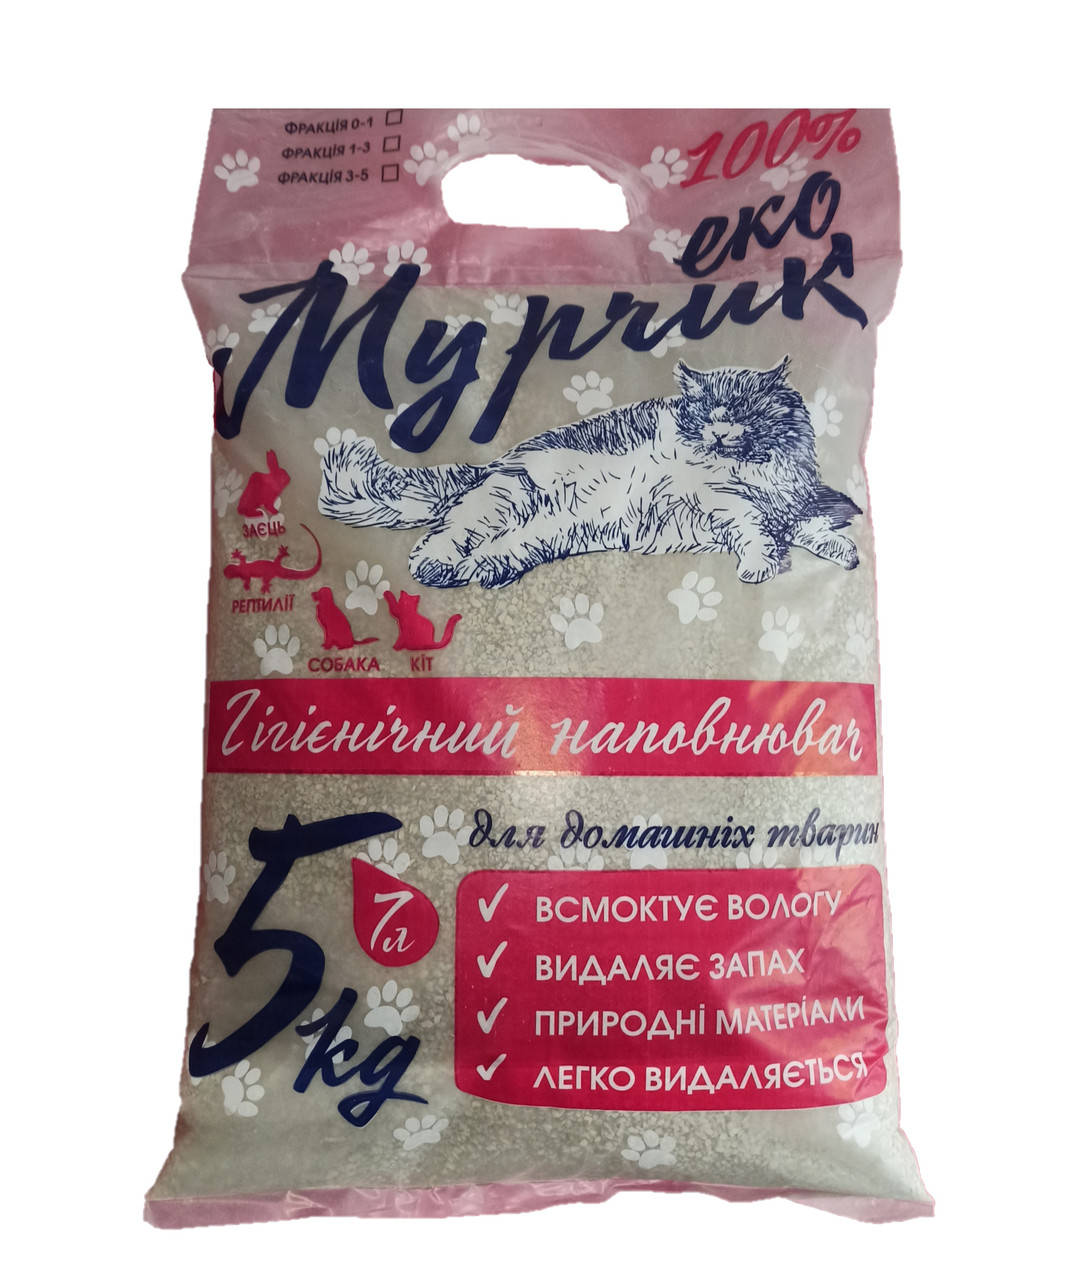 ФРАКЦІЯ 0-1
ФРАКЦІЯ 1-3
ФРАКЦІЯ 3-5
100%
еко
Мурчик
ЗАЄЦЬ
РЕПТИЛІЇ
СОБАКА
КІТ
Гігієнічний наповнювач
для домашніх тварин
5 kg
7л
ВСМОКТУЄ ВОЛОГУ
ВИДАЛЯЄ ЗАПАХ
ПРИРОДНІ МАТЕРІАЛИ
ЛЕГКО ВИДАЛЯЄТЬСЯ